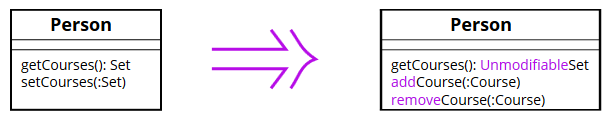 Person
getCourses(): Set
setCourses(:Set)
Person
getCourses(): UnmodifiableSet
addCourse(:Course)
removeCourse(:Course)